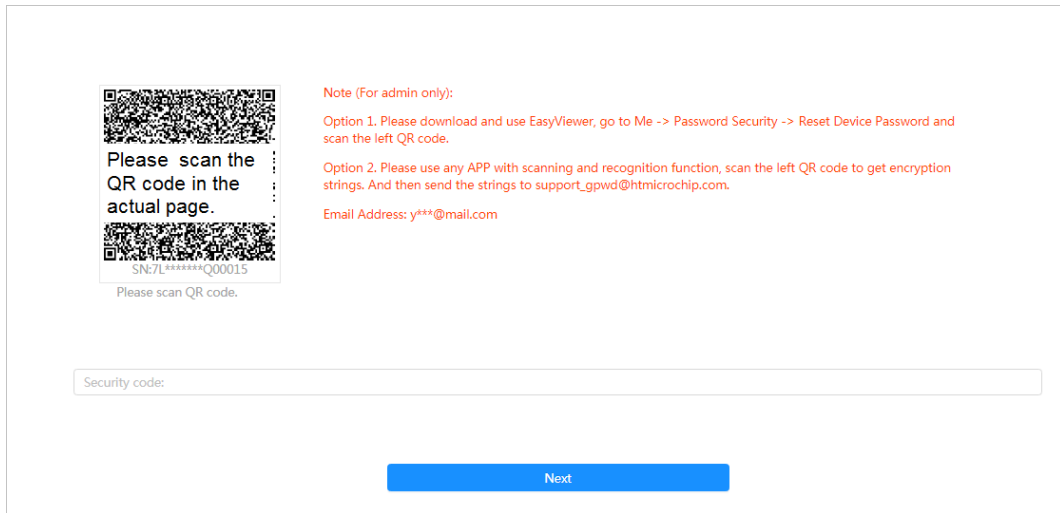 Please scan the
QR code in the
actual page.
SN:7L*******Q00015
Please scan QR code.
Note (For admin only):
Option 1. Please download and use EasyViewer, go to Me -> Password Security -> Reset Device Password and
scan the left QR code.
Option 2. Please use any APP with scanning and recognition function, scan the left QR code to get encryption
strings. And then send the strings to support_gpwd@htmicrochip.com.
Email Address: y***@mail.com
Security code:
Next